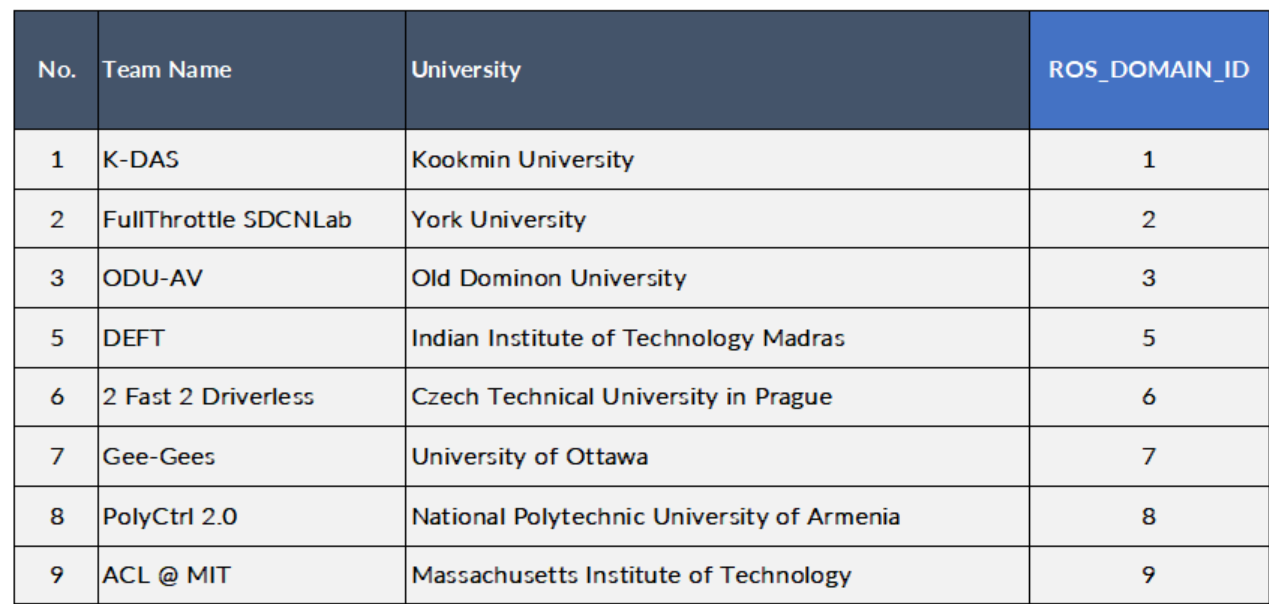 No. Team Name University ROS_DOMAIN_ID
1 K-DAS Kookmin University 1
2 FullThrottle SDCNLab York University 2
3 ODU-AV Old Dominon University 3
5 DEFT Indian Institute of Technology Madras 5
6 2 Fast 2 Driverless Czech Technical University in Prague 6
7 Gee-Gees University of Ottawa 7
8 PolyCtrl 2.0 National Polytechnic University of Armenia 8
9 ACL @ MIT Massachusetts Institute of Technology 9